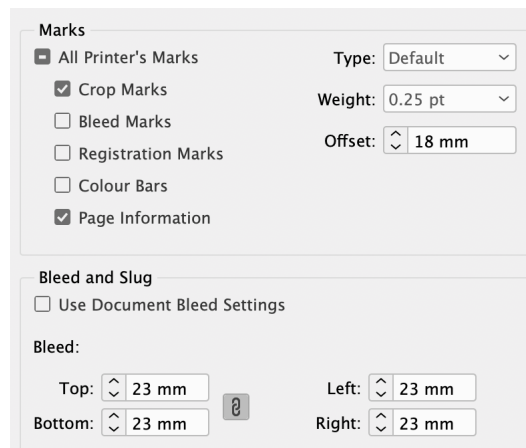 Marks
All Printer's Marks
Crop Marks
Bleed Marks
Registration Marks
Colour Bars
Page Information
Type: Default
Weight: 0.25 pt
Offset: 18 mm
Bleed and Slug
Use Document Bleed Settings
Bleed:
Top: 23 mm
Bottom: 23 mm
Left: 23 mm
Right: 23 mm